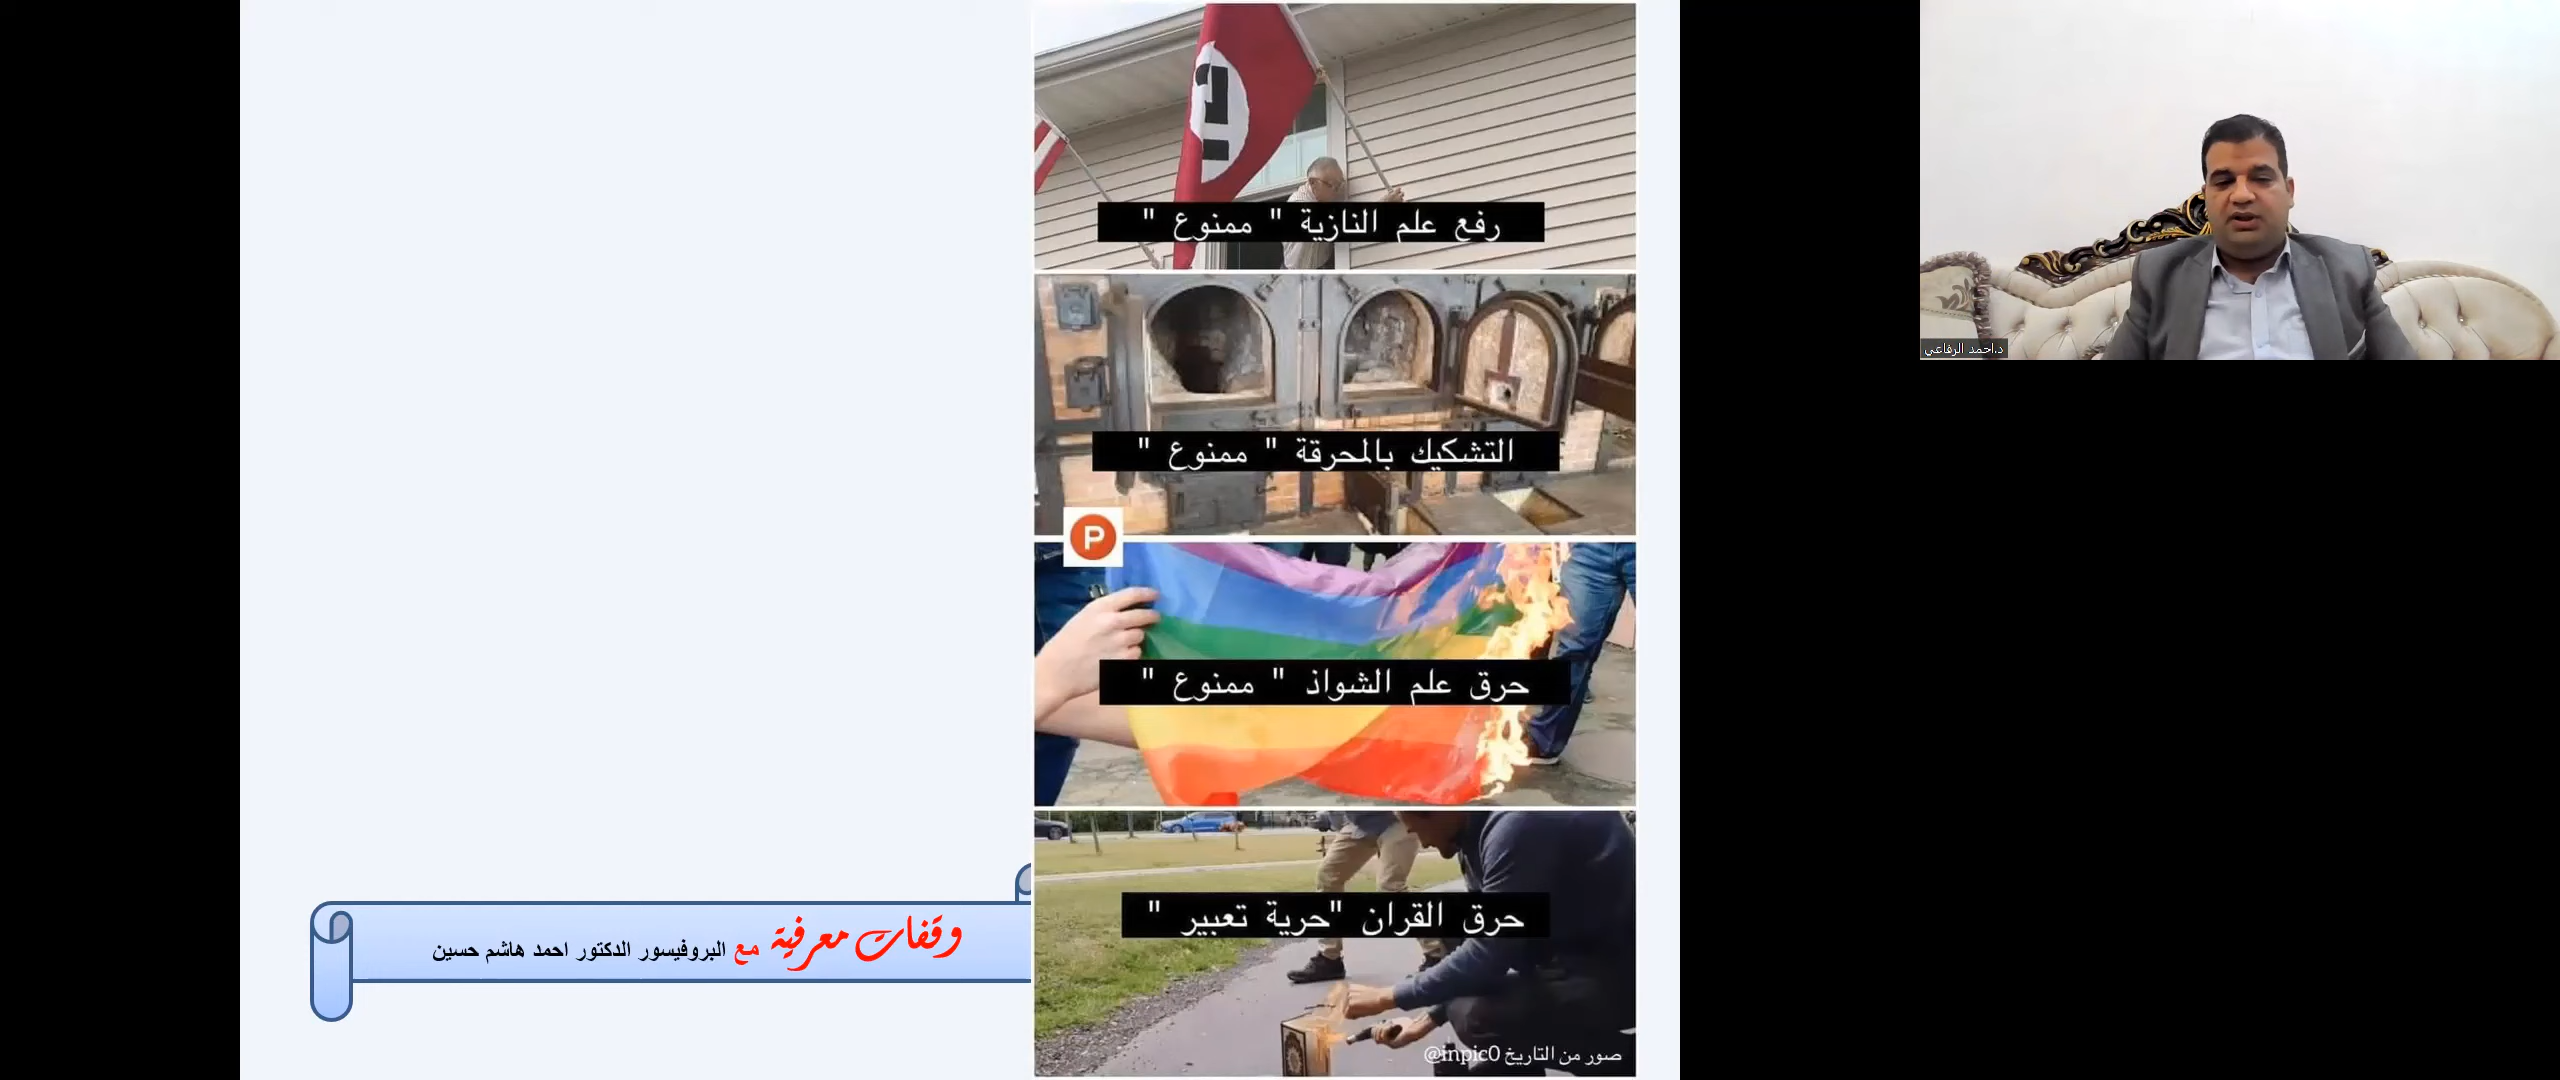 رفع علم النازية " ممنوع "
التشكيك بالمحرقة " ممنوع "
P
حرق علم الشواذ " ممنوع "
حرق القران "حرية تعبير "
صور من التاريخ @inpic0
وقفات معرفية مع البروفيسور الدكتور احمد هاشم حسين
د.احمد الرفاعي